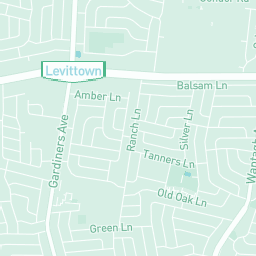 Levittown
Balsam Ln
Amber Ln
Gardiners Ave
Ranch Ln
Silver Ln
Tanners Ln
Old Oak Ln
Green Ln